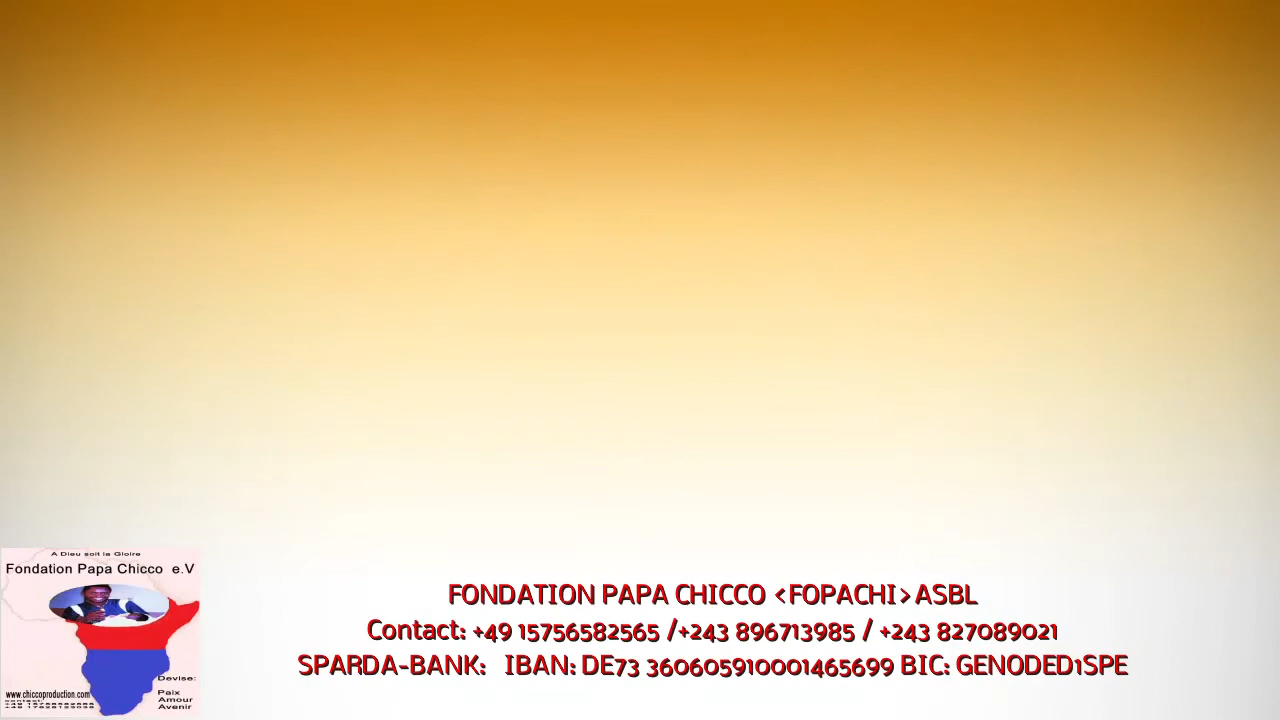 A Dieu soit la Gloire
Fondation Papa Chicco e.V
Devise:
Paix
Amour
Avenir
www.chiccoproduction.com
FONDATION PAPA CHICCO <FOPACHI>ASBL
Contact: +49 15756582565 /+243 896713985 / +243 827089021
SPARDA-BANK: IBAN: DE73 360605910001465699 BIC: GENODED1SPE